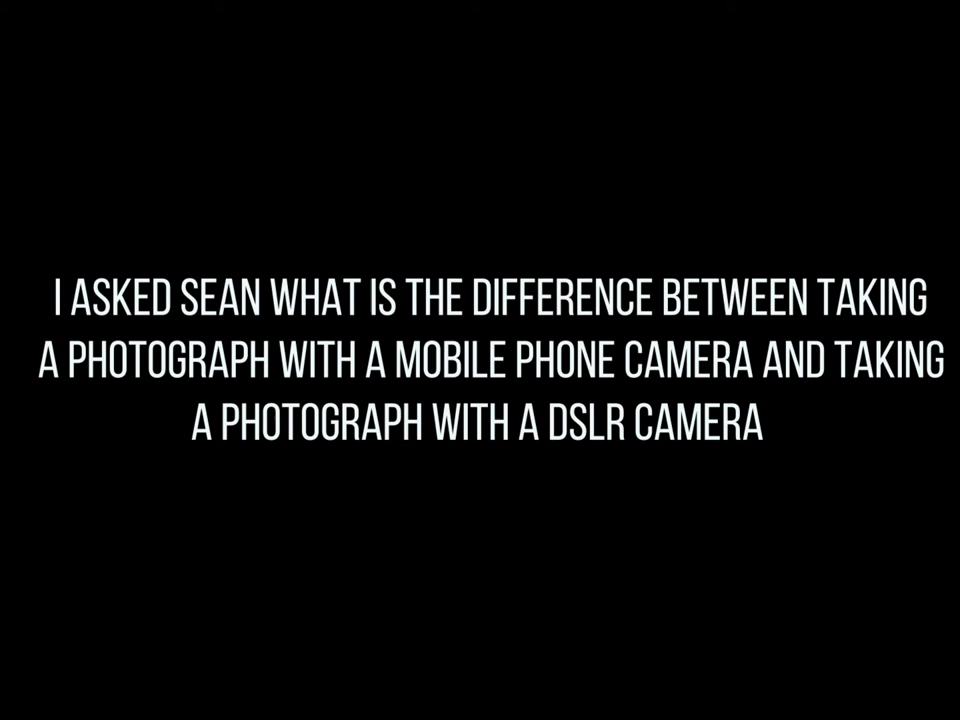 I ASKED SEAN WHAT IS THE DIFFERENCE BETWEEN TAKING
A PHOTOGRAPH WITH A MOBILE PHONE CAMERA AND TAKING
A PHOTOGRAPH WITH A DSLR CAMERA